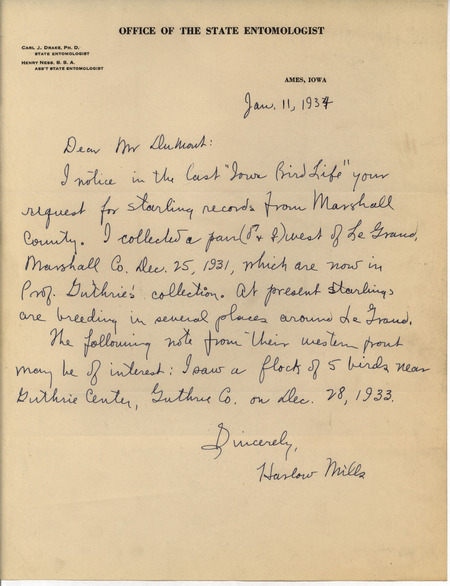 OFFICE OF THE STATE ENTOMOLOGIST
CARL J. DRAKE, PH. D.
STATE ENTOMOLOGIST
HENRY NESS, B. S. A.
ASS'T STATE ENTOMOLOGIST
AMES, IOWA
Jan. 11, 1934
Dear Mr DuMont:
I notice in the last "Iowa Bird Life" your
request for starling records from Marshall
County. I collected a pair (♂ + ♀) west of Le Grand,
Marshall Co. Dec. 25, 1931, which are now in
Prof. Guthrie's collection. At present starlings
are breeding in several places around Le Grand.
The following note from their western front
may be of interest: I saw a flock of 5 birds near
Guthrie Center, Guthrie Co. on Dec. 28, 1933.
Sincerely,
Harlow Mills